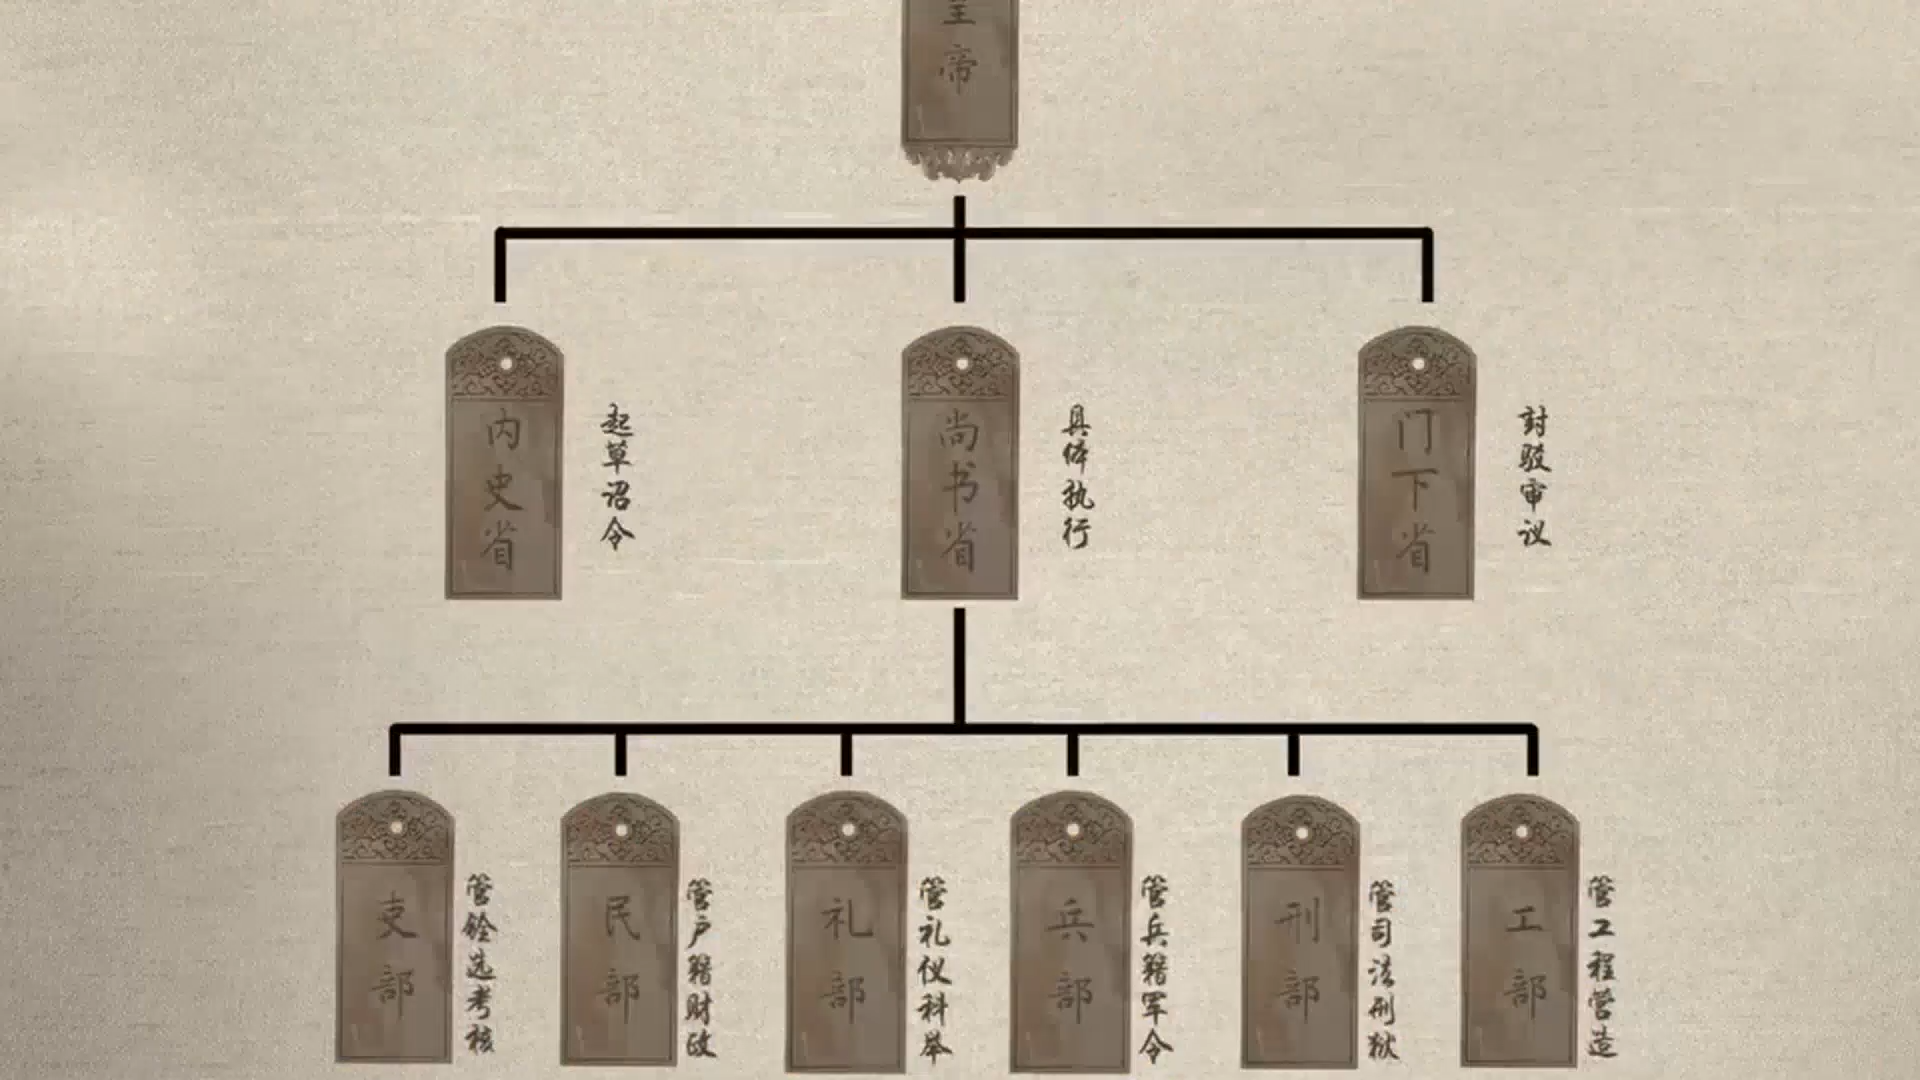 皇帝
内史省
起草诏令
尚书省
具体执行
门下省
封驳审议
吏部
管铨选考核
民部
管户籍财政
礼部
管礼仪科举
兵部
管兵籍军令
刑部
管司法刑狱
工部
管工程营造